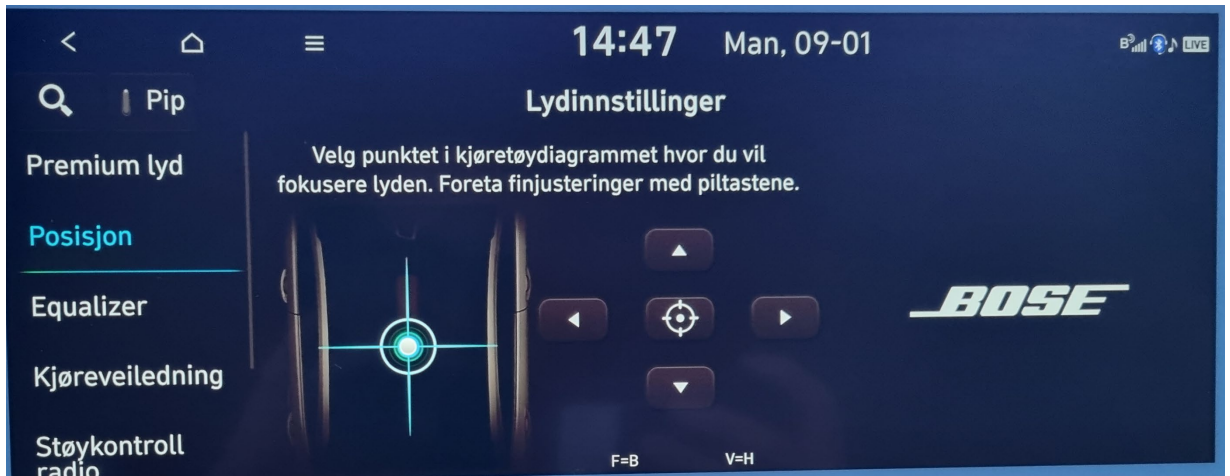 14:47 Man, 09-01
B LIVE
Pip
Lydinnstillinger
Premium lyd
Posisjon
Equalizer
Kjøreveiledning
Støykontroll
radio
Velg punktet i kjøretøydiagrammet hvor du vil
fokusere lyden. Foreta finjusteringer med piltastene.
BOSE
F=B V=H